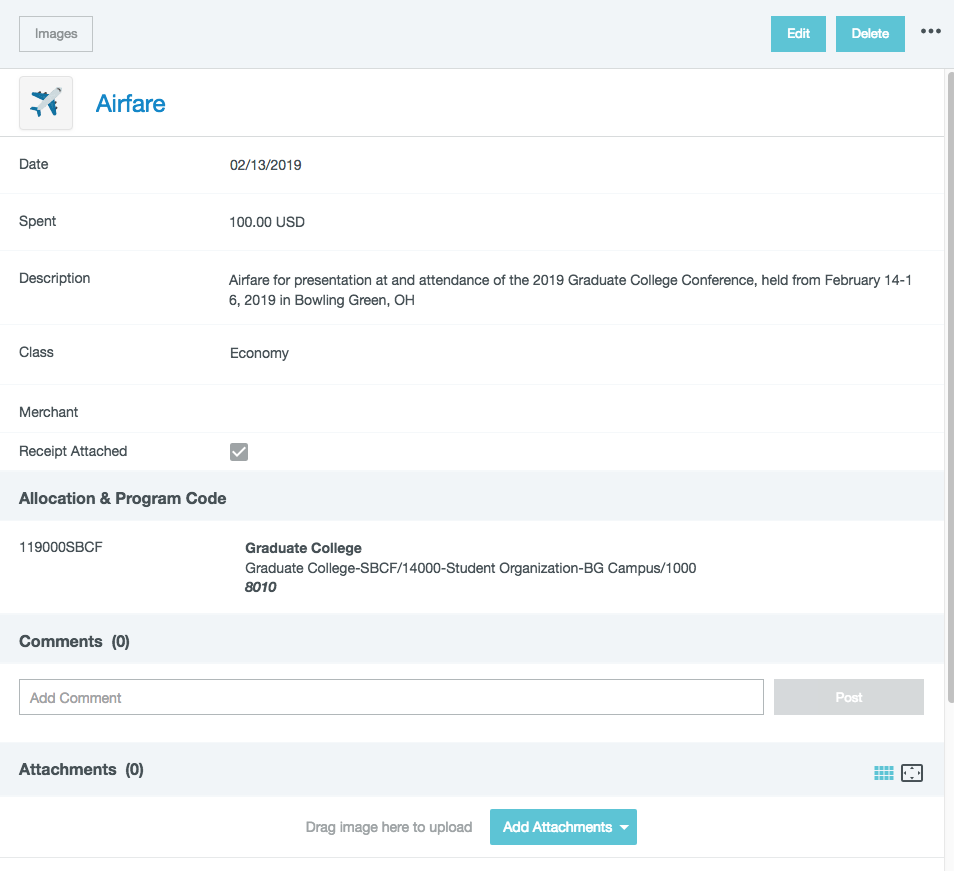 Images
Edit
Delete
Airfare
Date
02/13/2019
Spent
100.00 USD
Description
Airfare for presentation at and attendance of the 2019 Graduate College Conference, held from February 14-1
6, 2019 in Bowling Green, OH
Class
Economy
Merchant
Receipt Attached
Allocation & Program Code
119000SBCF
Graduate College
Graduate College-SBCF/14000-Student Organization-BG Campus/1000
8010
Comments (0)
Add Comment
Post
Attachments (0)
Drag image here to upload
Add Attachments